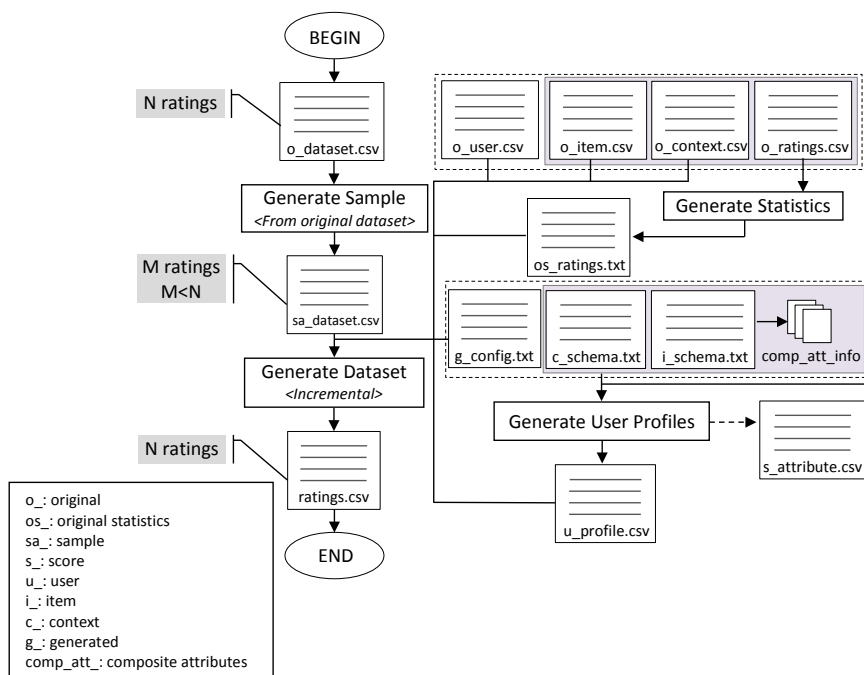 BEGIN
N ratings
o_dataset.csv
o_user.csv
o_item.csv
o_context.csv
o_ratings.csv
Generate Sample
<From original dataset>
Generate Statistics
os_ratings.txt
M ratings
M<N
sa_dataset.csv
g_config.txt
c_schema.txt
i_schema.txt
comp_att_info
Generate Dataset
<Incremental>
Generate User Profiles
N ratings
ratings.csv
s_attribute.csv
u_profile.csv
END
o_: original
os_: original statistics
sa_: sample
s_: score
u_: user
i_: item
c_: context
g_: generated
comp_att_: composite attributes